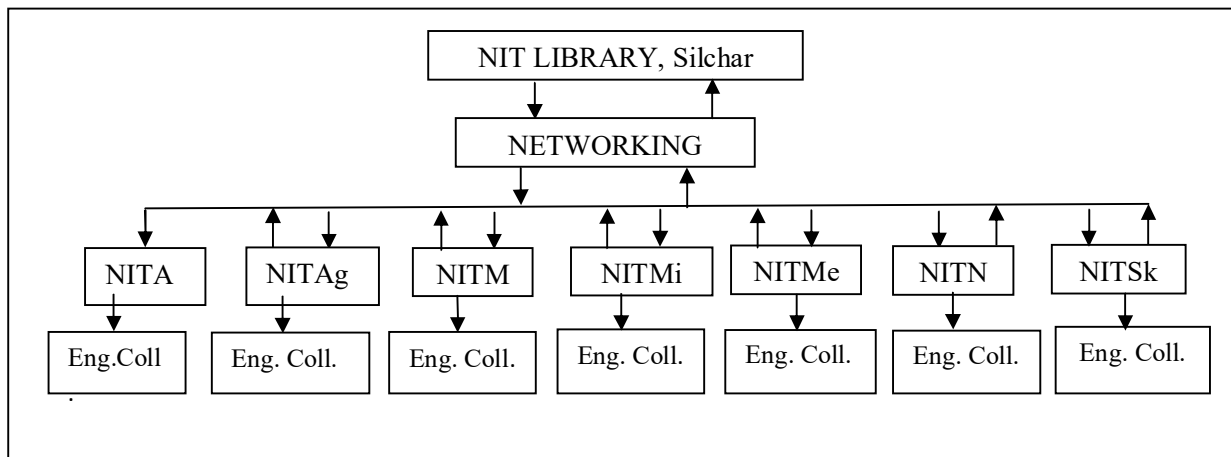 NIT LIBRARY, Silchar
NETWORKING
NITA NITAg NITM NITMi NITMe NITN NITSk
Eng.Coll Eng. Coll. Eng. Coll. Eng. Coll. Eng. Coll. Eng. Coll. Eng. Coll.
.